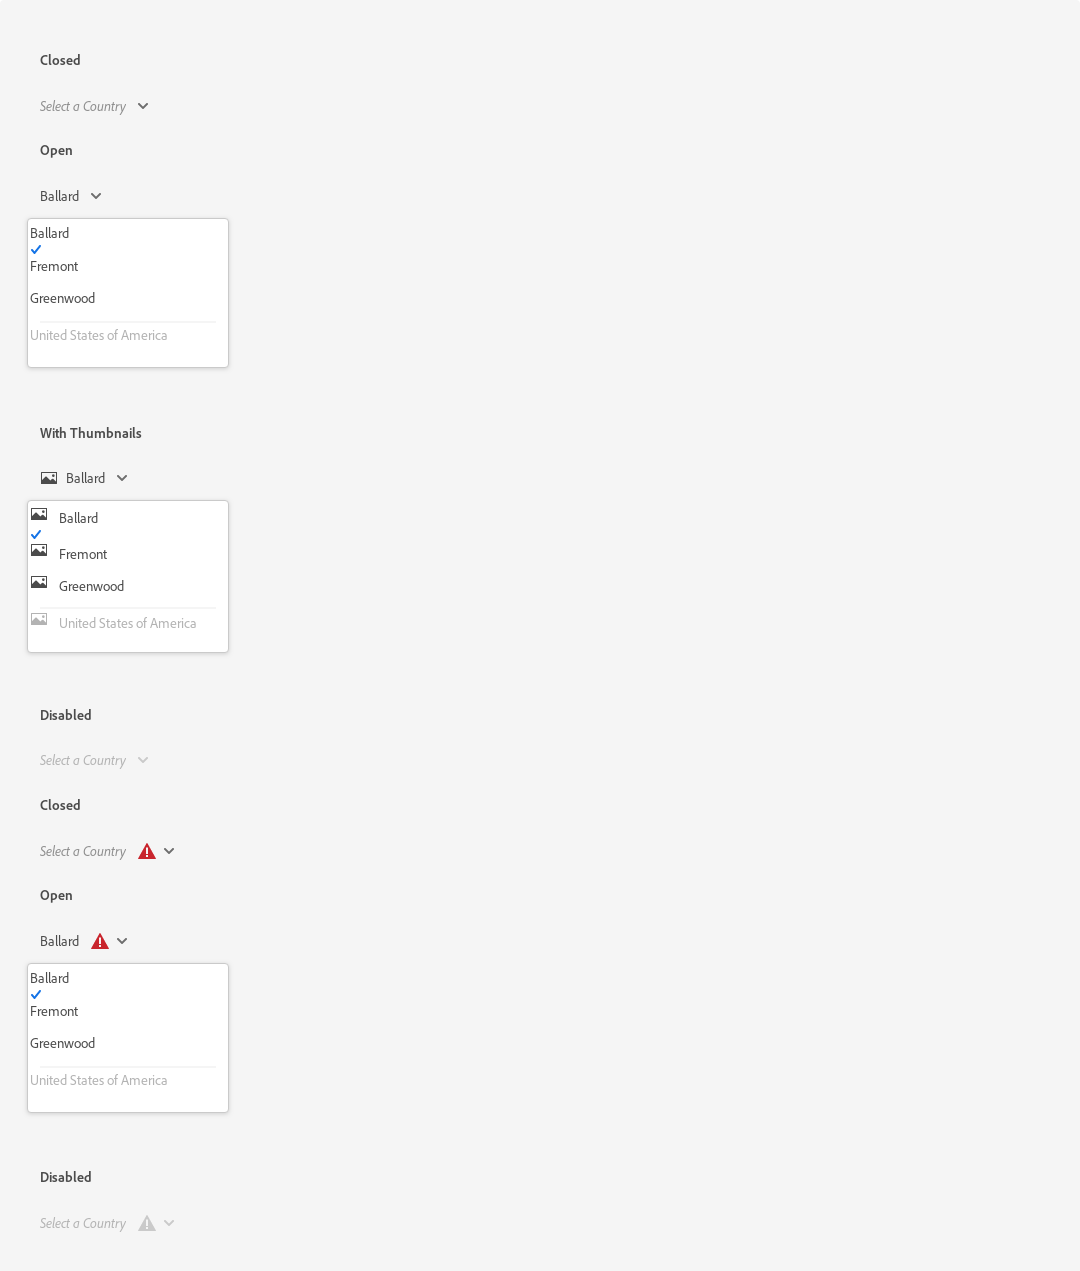 Closed
Select a Country
Open
Ballard
Ballard
Fremont
Greenwood
United States of America
With Thumbnails
Ballard
Ballard
Fremont
Greenwood
United States of America
Disabled
Select a Country
Closed
Select a Country
Open
Ballard
Ballard
Fremont
Greenwood
United States of America
Disabled
Select a Country